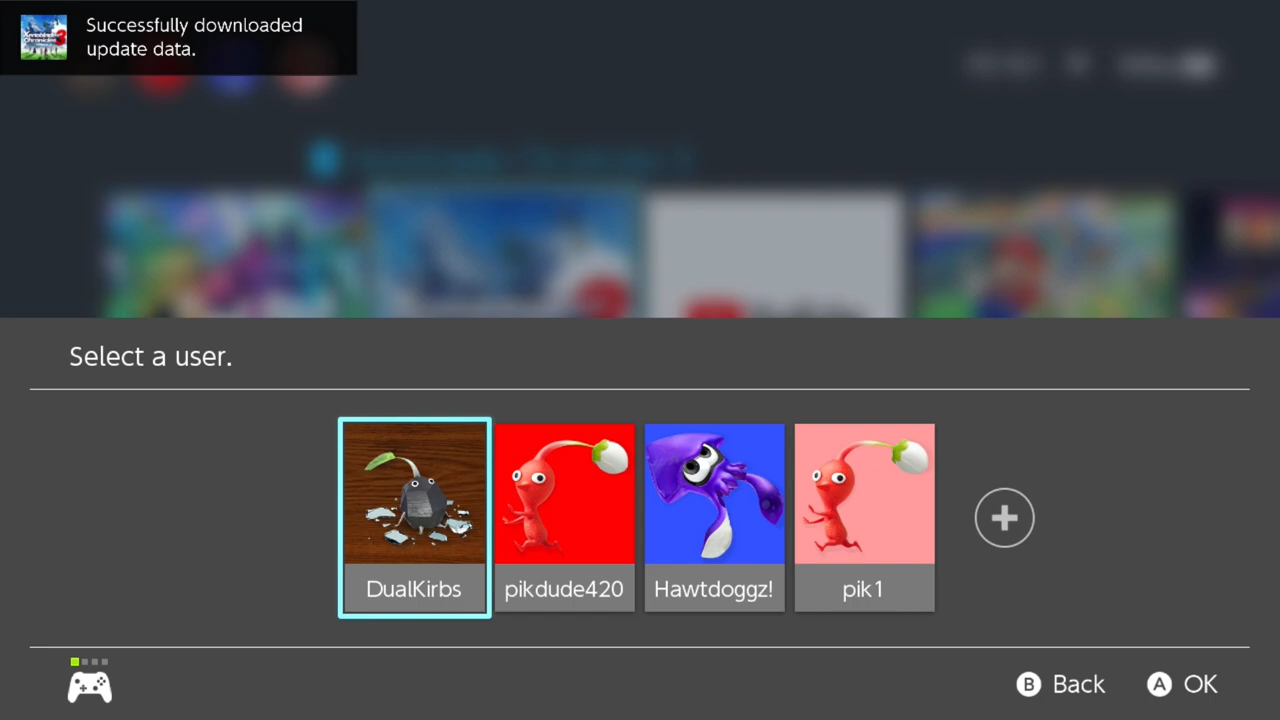 Successfully downloaded
update data.
Select a user.
DualKirbs
pikdude420
Hawtdoggz!
pik1
B Back
A OK